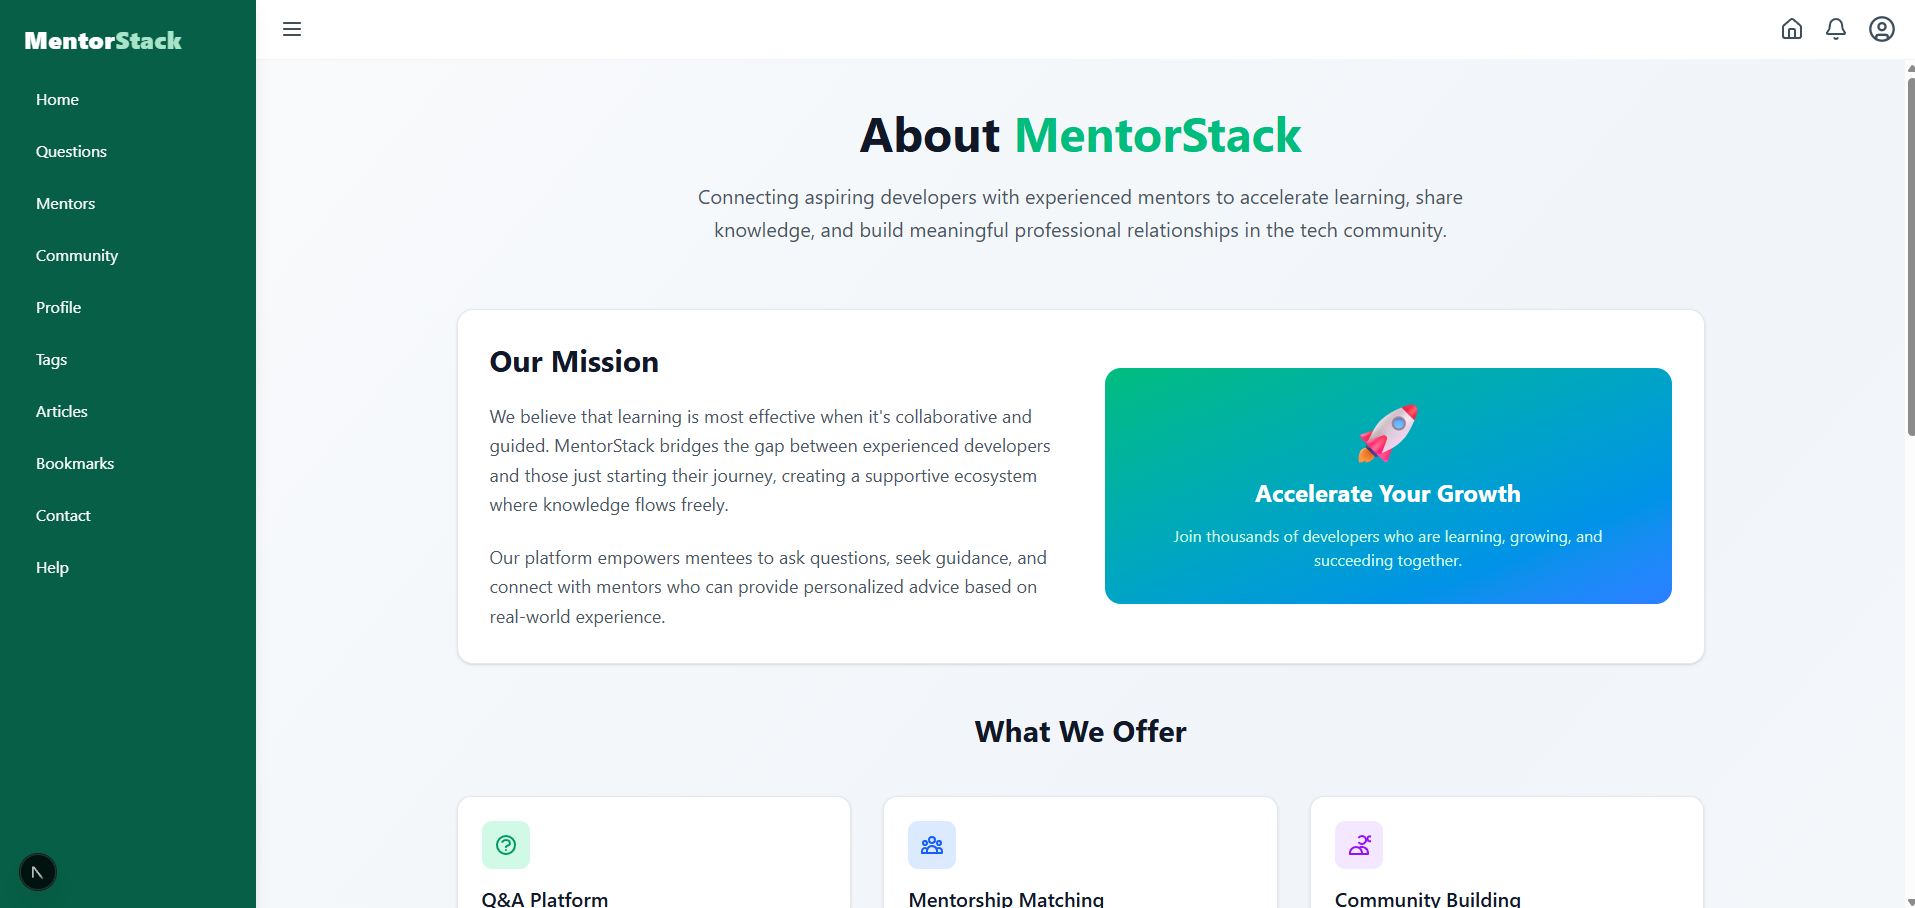 MentorStack
Home
Questions
Mentors
Community
Profile
Tags
Articles
Bookmarks
Contact
Help
About MentorStack
Connecting aspiring developers with experienced mentors to accelerate learning, share
knowledge, and build meaningful professional relationships in the tech community.
Our Mission
We believe that learning is most effective when it's collaborative and
guided. MentorStack bridges the gap between experienced developers
and those just starting their journey, creating a supportive ecosystem
where knowledge flows freely.
Our platform empowers mentees to ask questions, seek guidance, and
connect with mentors who can provide personalized advice based on
real-world experience.
Accelerate Your Growth
Join thousands of developers who are learning, growing, and
succeeding together.
What We Offer
Q&A Platform
Mentorship Matching
Community Building